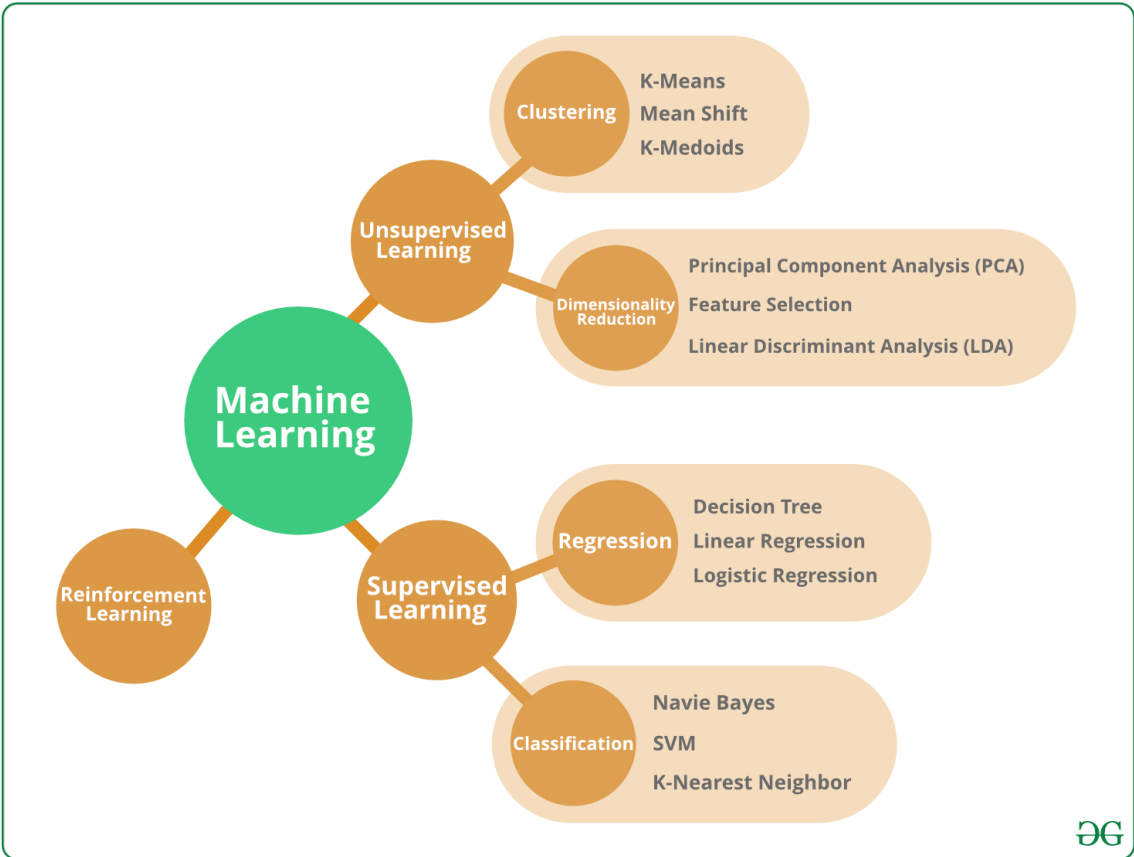 Clustering
K-Means
Mean Shift
K-Medoids
Unsupervised
Learning
Dimensionality
Reduction
Principal Component Analysis (PCA)
Feature Selection
Linear Discriminant Analysis (LDA)
Machine
Learning
Reinforcement
Learning
Supervised
Learning
Regression
Decision Tree
Linear Regression
Logistic Regression
Classification
Navie Bayes
SVM
K-Nearest Neighbor